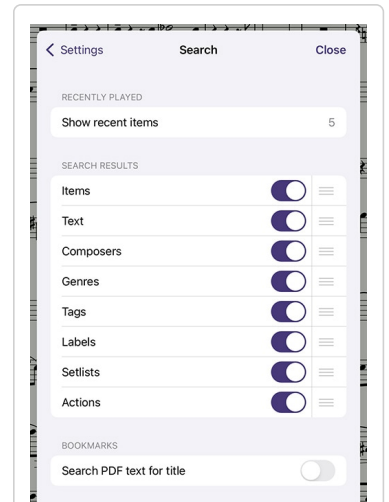 Settings
Search
Close
RECENTLY PLAYED
Show recent items 5
SEARCH RESULTS
Items
Text
Composers
Genres
Tags
Labels
Setlists
Actions
BOOKMARKS
Search PDF text for title